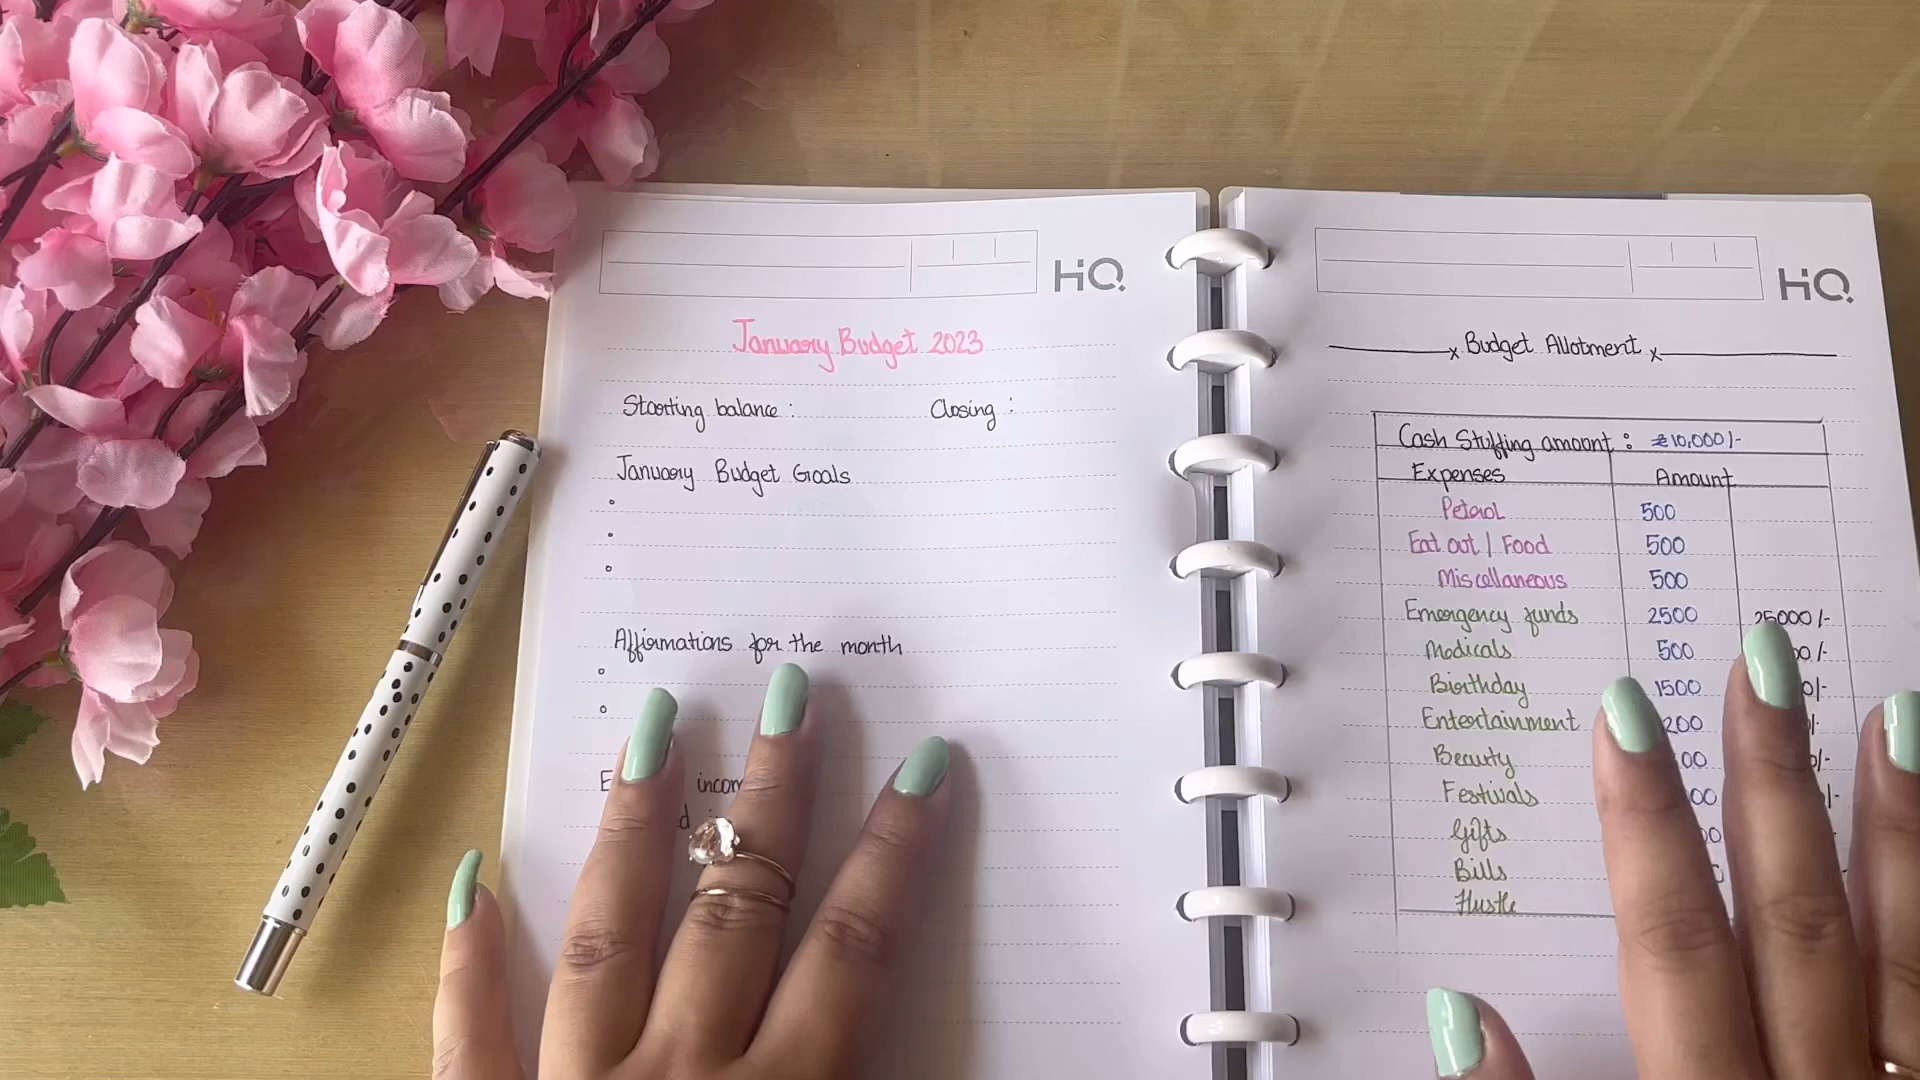 HQ
January Budget 2023
Starting balance : Closing :
January Budget Goals
Affirmations for the month
HQ
x Budget Allotment x
Cash Stuffing amount : ₹10,000/-
Expenses Amount
Petrol 500
Eat out / Food 500
Miscellaneous 500
Emergency funds 2500 25000/-
Medicals 500
Birthday 1500
Entertainment
Beauty
Festivals
Gifts
Bills
Hustle